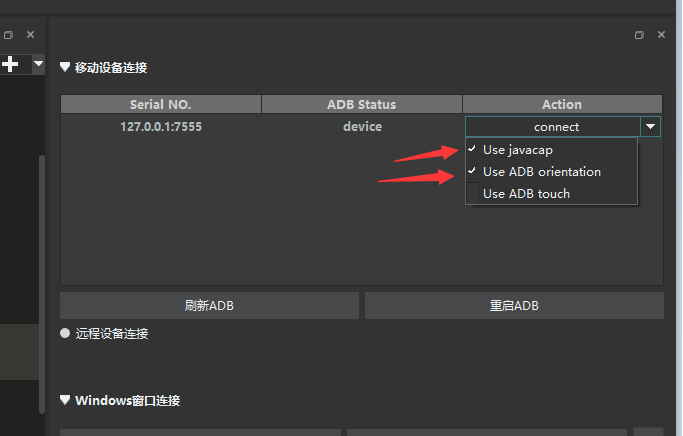 移动设备连接
Serial NO. ADB Status Action
127.0.0.1:7555 device connect
Use javacap
Use ADB orientation
Use ADB touch
刷新ADB 重启ADB
远程设备连接
Windows窗口连接